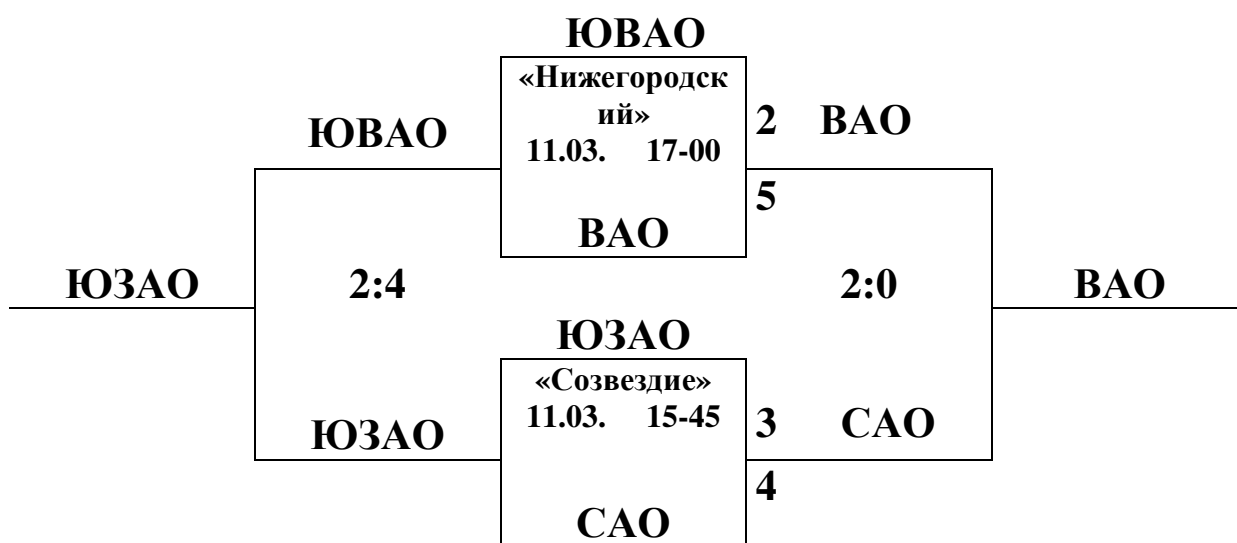 ЮВАО
«Нижегородск
ий»
11.03. 17-00
ЮВАО
2 ВАО
5
ВАО
ЮЗАО
2:4
2:0
ВАО
ЮЗАО
«Созвездие»
11.03. 15-45
ЮЗАО
3 САО
4
САО